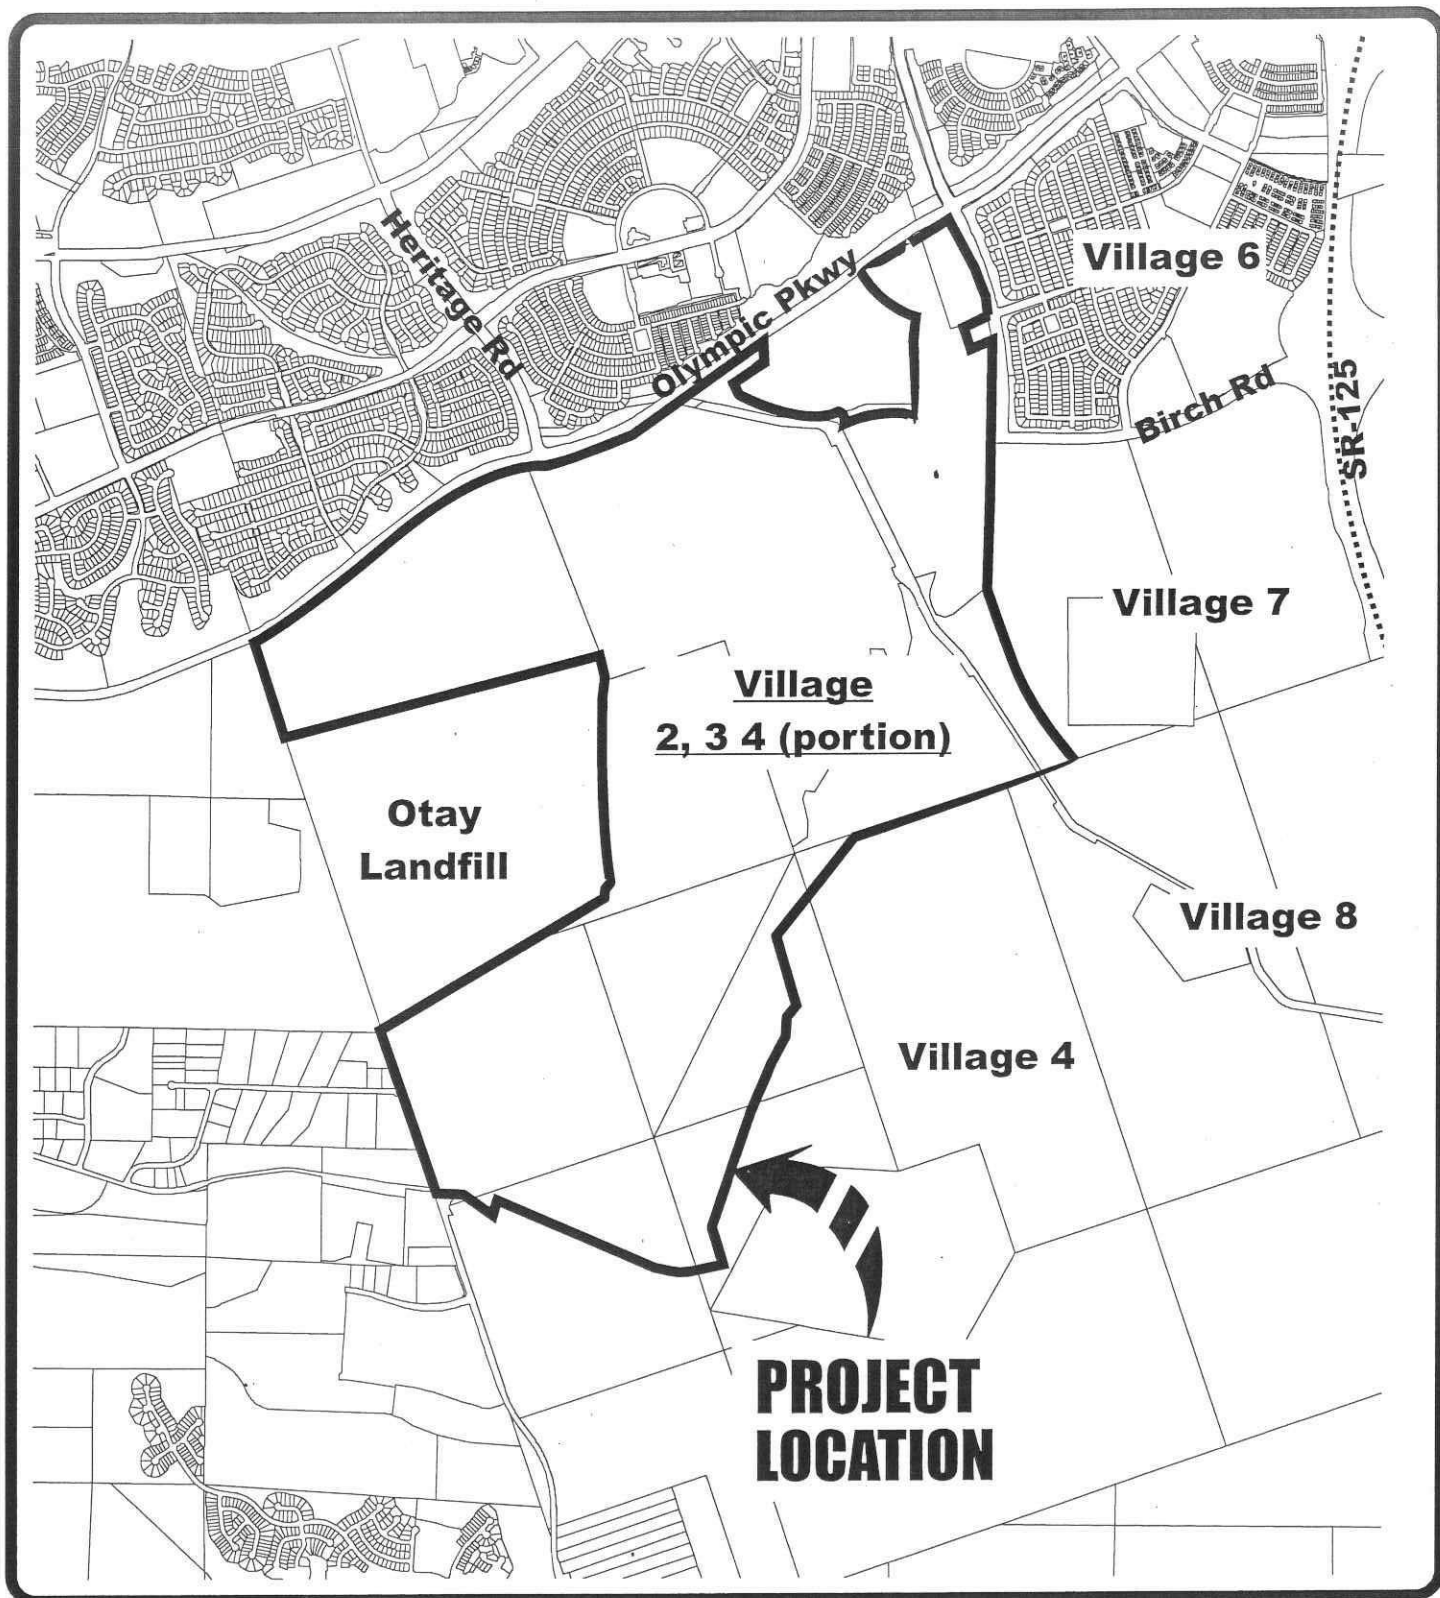 Heritage Rd
Olympic Pkwy
Village 6
Birch Rd
SR-125
Village 7
Village
2, 3 4 (portion)
Otay
Landfill
Village 8
Village 4
PROJECT
LOCATION